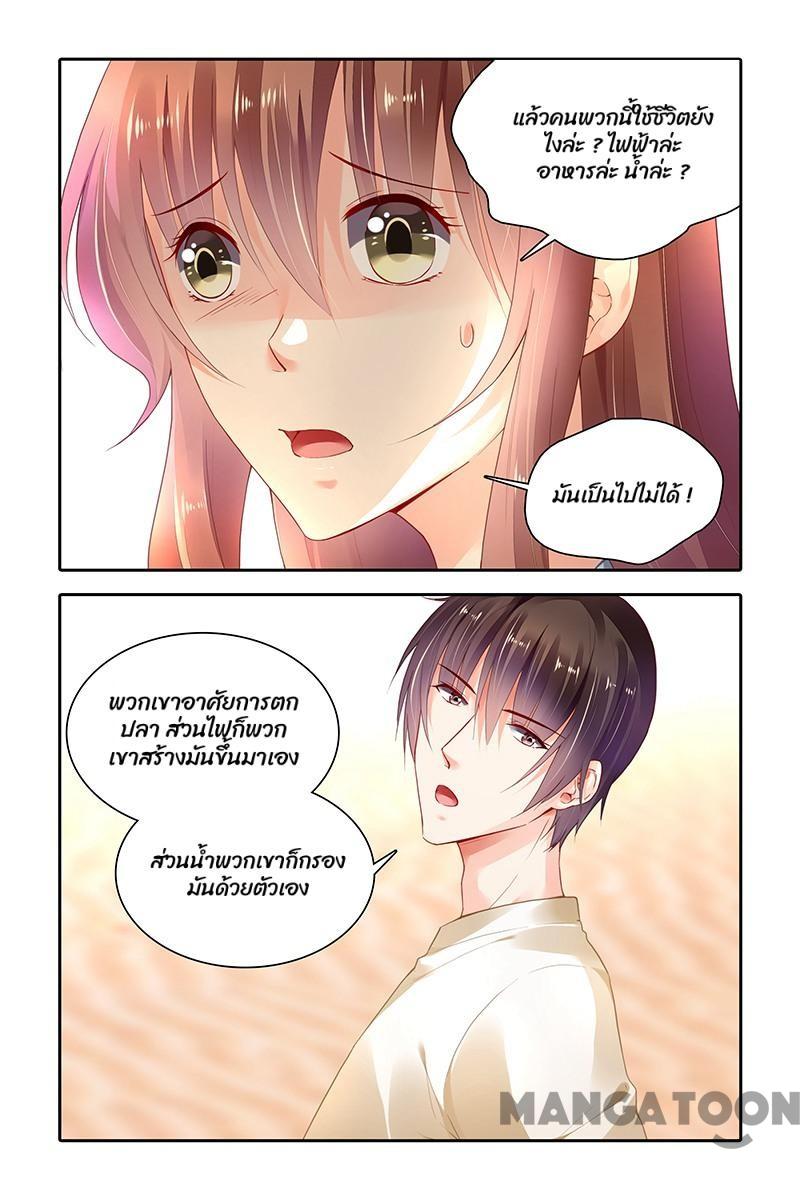 แล้วคนพวกนี้ใช้ชีวิตยัง
ไงล่ะ ? ไฟฟ้าล่ะ
อาหารล่ะ น้ำล่ะ ?
มันเป็นไปไม่ได้ !
พวกเขาอาศัยการตก
ปลา ส่วนไฟก็พวก
เขาสร้างมันขึ้นมาเอง
ส่วนน้ำพวกเขาก็กรอง
มันด้วยตัวเอง
MANGATOON